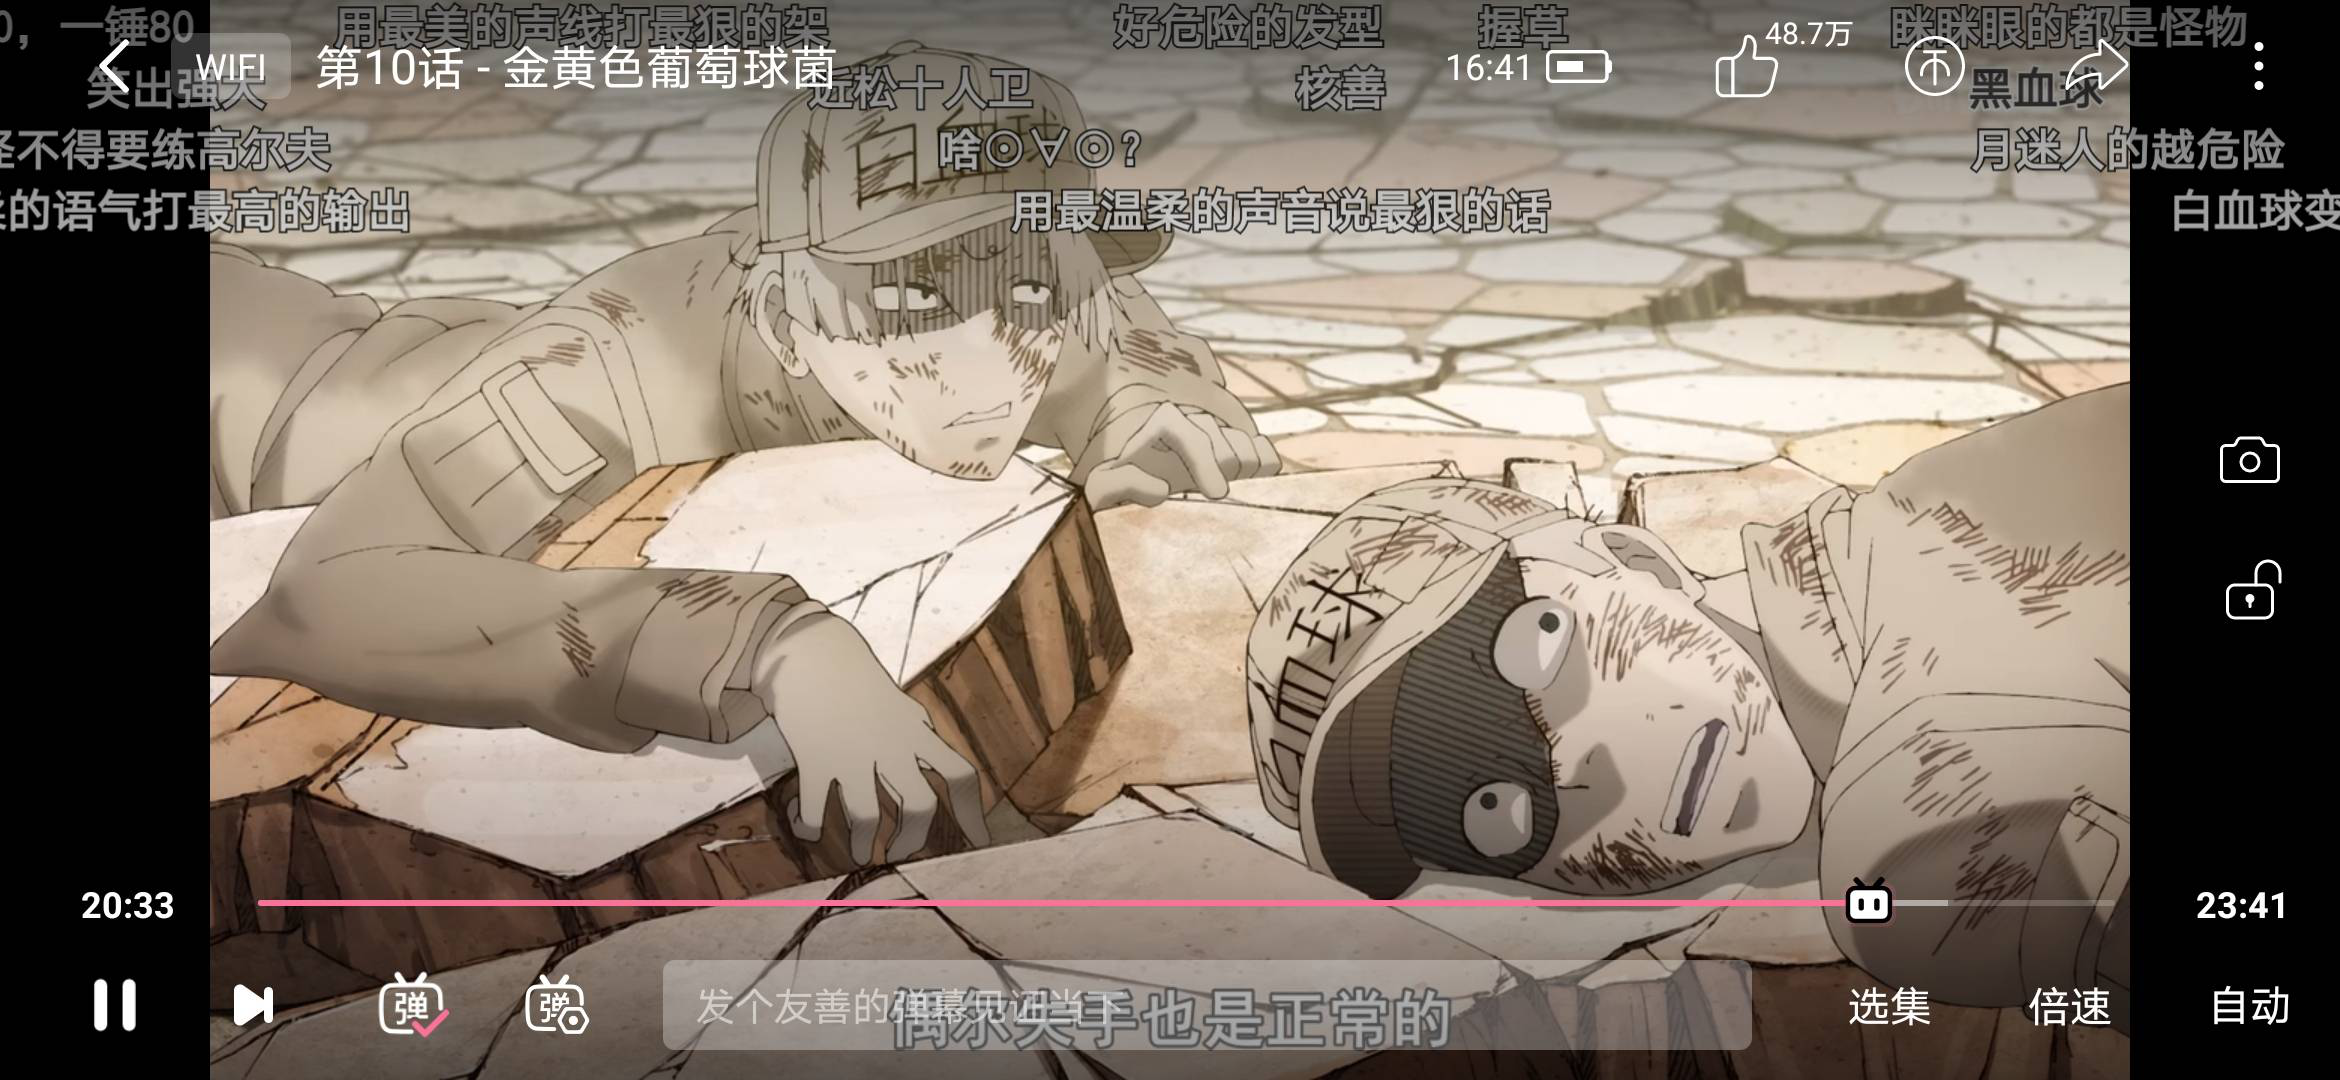 0，一锤80
用最美的声线打最狠的架
好危险的发型
握草
眯眯眼的都是怪物
48.7万
WIFI
第10话 - 金黄色葡萄球菌
16:41
笑出强大
近松十人卫
核善
黑血球
白血球
怪不得要练高尔夫
啥⊙∀⊙？
月迷人的越危险
的语气打最高的输出
用最温柔的声音说最狠的话
白血球变
血球
20:33
23:41
弹
弹
发个友善的弹幕见证当下
偶尔失手也是正常的
选集
倍速
自动